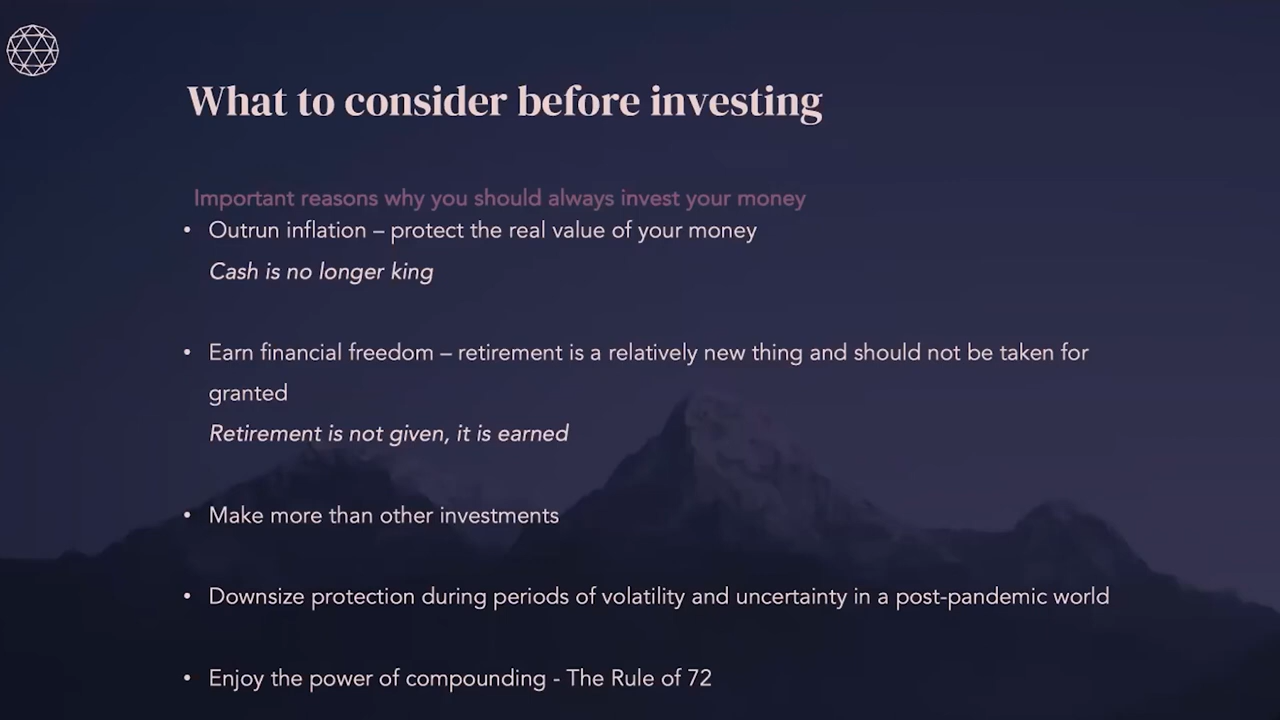 What to consider before investing
Important reasons why you should always invest your money
• Outrun inflation – protect the real value of your money
Cash is no longer king
• Earn financial freedom – retirement is a relatively new thing and should not be taken for
granted
Retirement is not given, it is earned
• Make more than other investments
• Downsize protection during periods of volatility and uncertainty in a post-pandemic world
• Enjoy the power of compounding - The Rule of 72